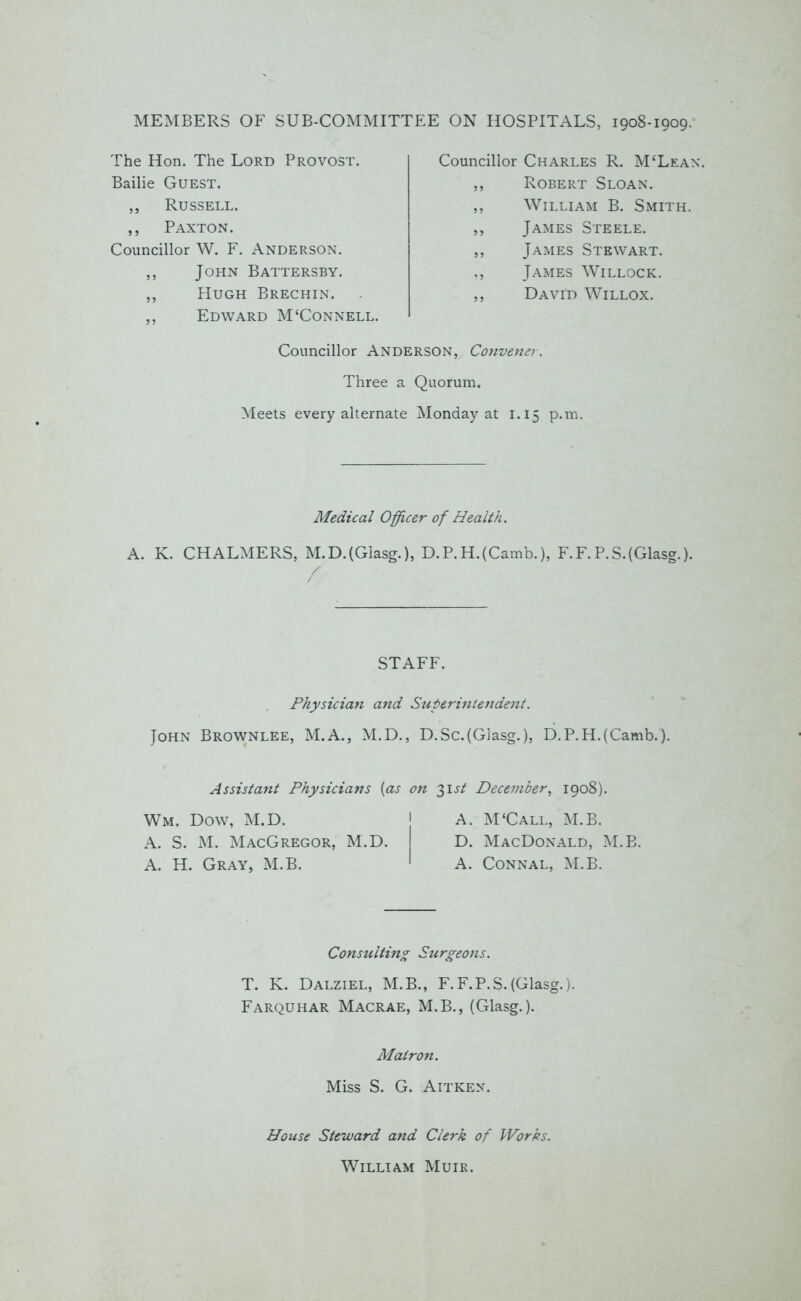 MEMBERS OF SUB-COMMITTEE ON HOSPITALS, 1908-1909.
The Hon. The LORD PROVOST.
Bailie GUEST.
,, RUSSELL.
,, PAXTON.
Councillor W. F. ANDERSON.
,, JOHN BATTERSBY.
,, HUGH BRECHIN.
,, EDWARD M‘CONNELL.
Councillor CHARLES R. M‘LEAN.
,, ROBERT SLOAN.
,, WILLIAM B. SMITH.
,, JAMES STEELE.
,, JAMES STEWART.
,, JAMES WILLOCK.
,, DAVID WILLOX.
Councillor ANDERSON, Convener.
Three a Quorum.
Meets every alternate Monday at 1.15 p.m.
Medical Officer of Health.
A. K. CHALMERS, M.D.(Glasg.), D.P.H.(Camb.), F.F.P.S.(Glasg.).
STAFF.
Physician and Superintendent.
JOHN BROWNLEE, M.A., M.D., D.Sc.(Glasg.), D.P.H.(Camb.).
Assistant Physicians (as on 31st December, 1908).
WM. DOW, M.D.
A. S. M. MACGREGOR, M.D.
A. H. GRAY, M.B.
A. M‘CALL, M.B.
D. MACDONALD, M.B.
A. CONNAL, M.B.
Consulting Surgeons.
T. K. DALZIEL, M.B., F.F.P.S.(Glasg.).
FARQUHAR MACRAE, M.B., (Glasg.).
Matron.
Miss S. G. AITKEN.
House Steward and Clerk of Works.
WILLIAM MUIR.